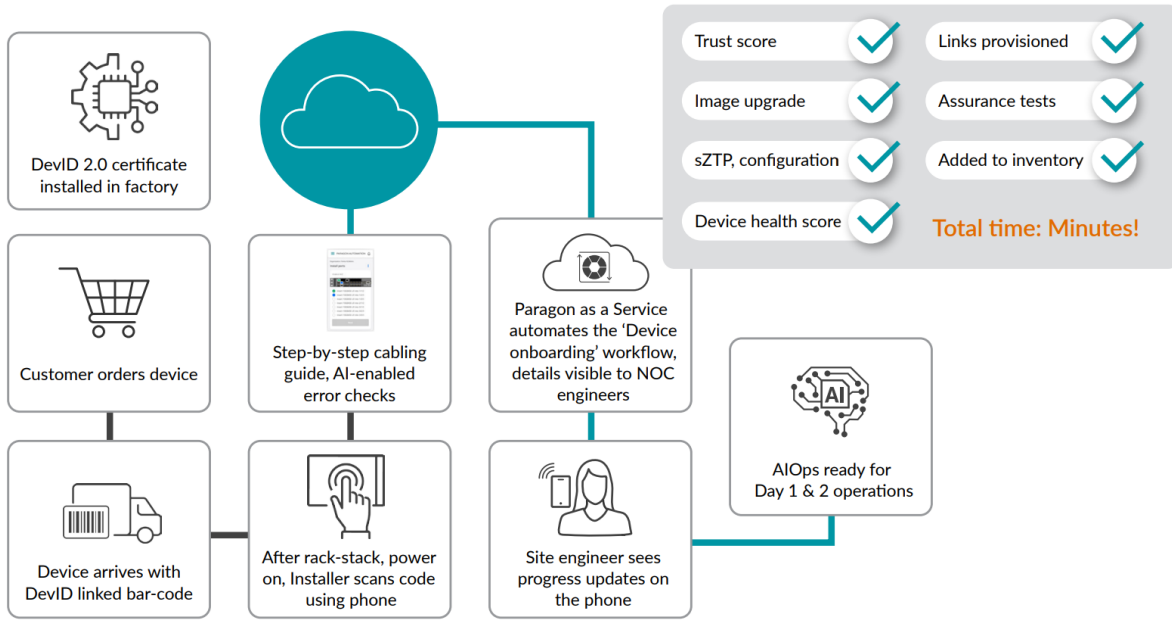 DevID 2.0 certificate
installed in factory
Customer orders device
Device arrives with
DevID linked bar-code
Step-by-step cabling
guide, AI-enabled
error checks
After rack-stack, power
on, Installer scans code
using phone
Paragon as a Service
automates the ‘Device
onboarding’ workflow,
details visible to NOC
engineers
Site engineer sees
progress updates on
the phone
AI
AIOps ready for
Day 1 & 2 operations
Trust score
Image upgrade
sZTP, configuration
Device health score
Links provisioned
Assurance tests
Added to inventory
Total time: Minutes!